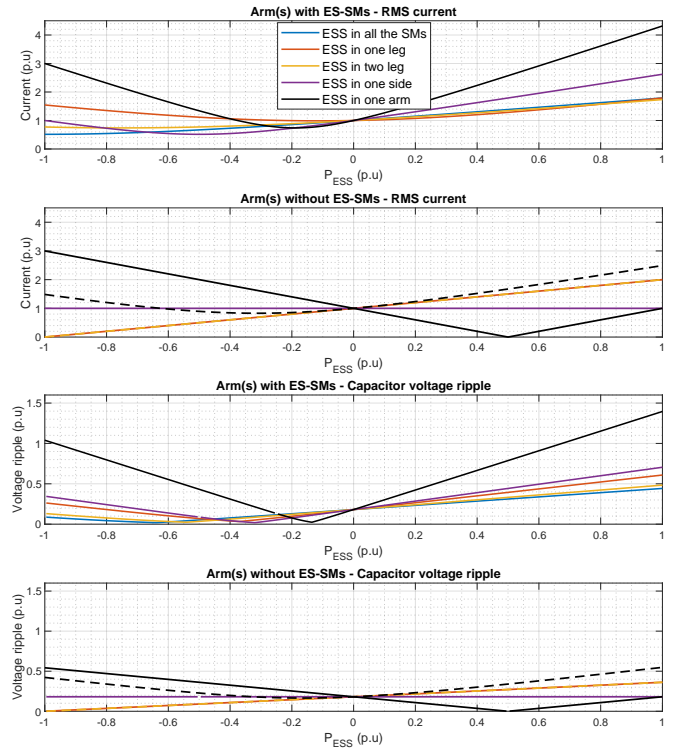 Arm(s) with ES-SMs - RMS current
4
3
2
1
0
Current (p.u)
ESS in all the SMs
ESS in one leg
ESS in two leg
ESS in one side
ESS in one arm
-1 -0.8 -0.6 -0.4 -0.2 0 0.2 0.4 0.6 0.8 1
P_ESS (p.u)
Arm(s) without ES-SMs - RMS current
4
3
2
1
0
Current (p.u)
-1 -0.8 -0.6 -0.4 -0.2 0 0.2 0.4 0.6 0.8 1
P_ESS (p.u)
Arm(s) with ES-SMs - Capacitor voltage ripple
1.5
1
0.5
0
Voltage ripple (p.u)
-1 -0.8 -0.6 -0.4 -0.2 0 0.2 0.4 0.6 0.8 1
P_ESS (p.u)
Arm(s) without ES-SMs - Capacitor voltage ripple
1.5
1
0.5
0
Voltage ripple (p.u)
-1 -0.8 -0.6 -0.4 -0.2 0 0.2 0.4 0.6 0.8 1
P_ESS (p.u)